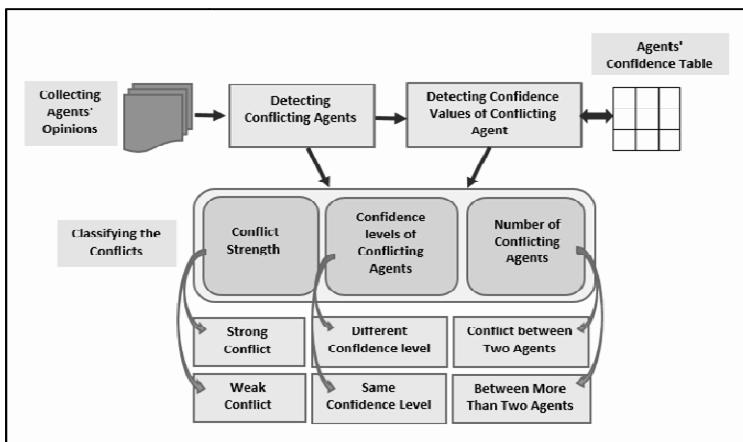 Agents'
Confidence Table
Collecting
Agents'
Opinions
Detecting
Conflicting Agents
Detecting Confidence
Values of Conflicting
Agent
Classifying the
Conflicts
Conflict
Strength
Confidence
levels of
Conflicting
Agents
Number of
Conflicting
Agents
Strong
Conflict
Different
Confidence level
Conflict between
Two Agents
Weak
Conflict
Same
Confidence Level
Between More
Than Two Agents